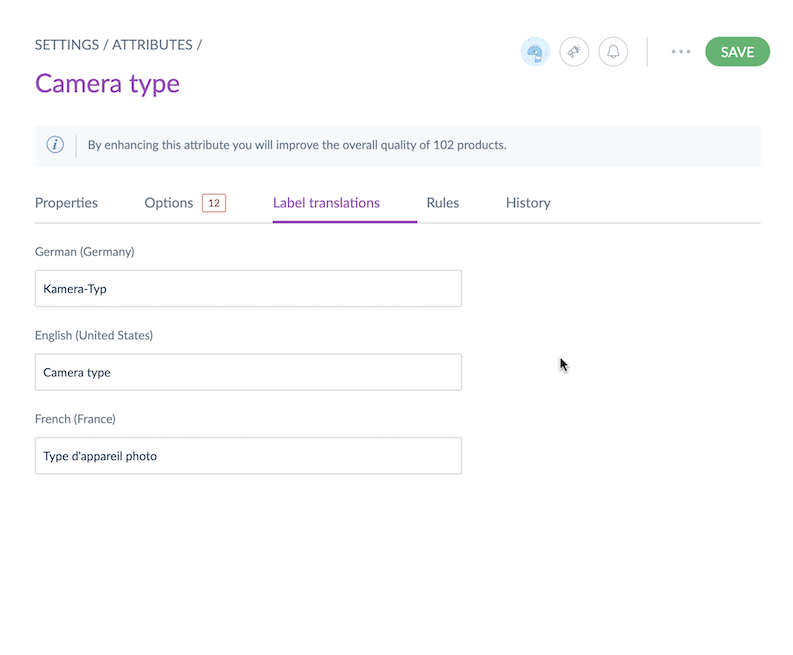 SETTINGS / ATTRIBUTES /
SAVE
Camera type
i By enhancing this attribute you will improve the overall quality of 102 products.
Properties Options 12 Label translations Rules History
German (Germany)
Kamera-Typ
English (United States)
Camera type
French (France)
Type d'appareil photo